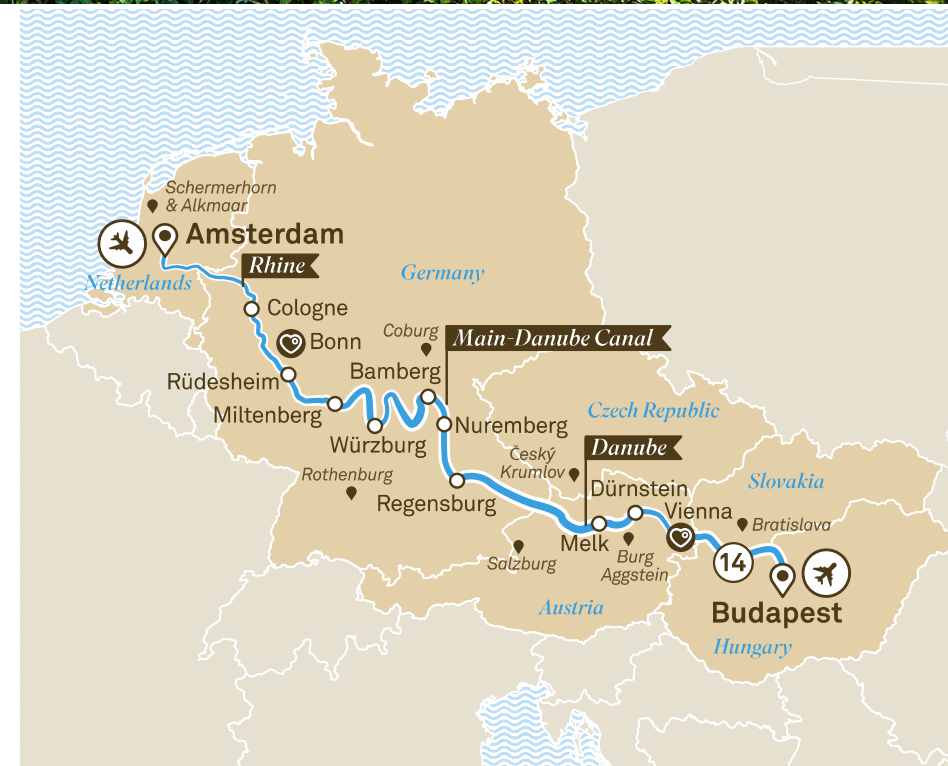 Schermerhorn
& Alkmaar
Amsterdam
Netherlands
Rhine
Germany
Cologne
Bonn
Coburg
Main-Danube Canal
Bamberg
Rüdesheim
Miltenberg
Würzburg
Nuremberg
Czech Republic
Rothenburg
Regensburg
Český
Krumlov
Danube
Dürnstein
Slovakia
Vienna
Bratislava
Melk
Salzburg
Burg
Aggstein
14
Austria
Budapest
Hungary